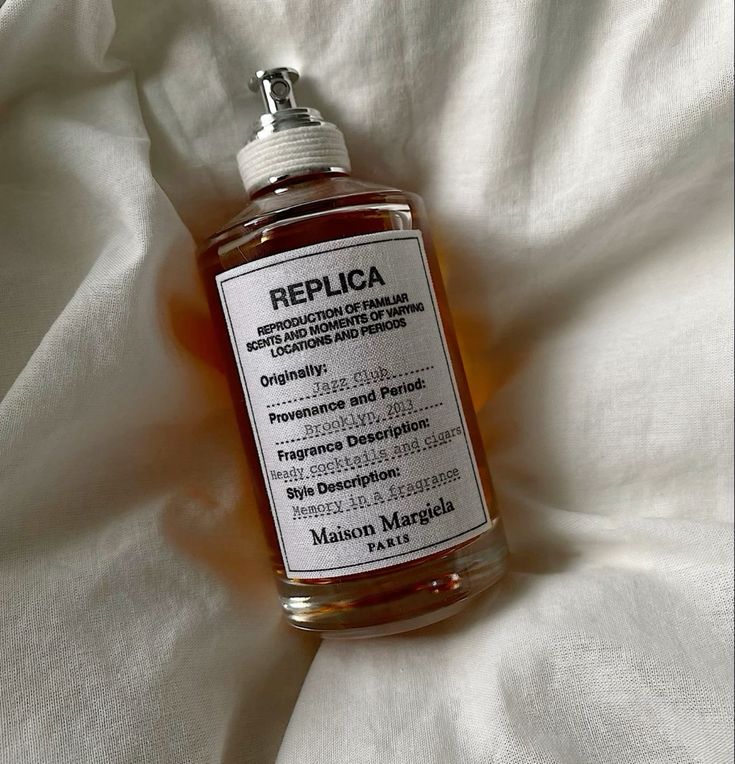 REPLICA
REPRODUCTION OF FAMILIAR
SCENTS AND MOMENTS OF VARYING
LOCATIONS AND PERIODS
Originally:
Jazz Club
Provenance and Period:
Brooklyn, 2013
Fragrance Description:
Heady cocktails and cigars
Style Description:
Memory in a fragrance
Maison Margiela
PARIS